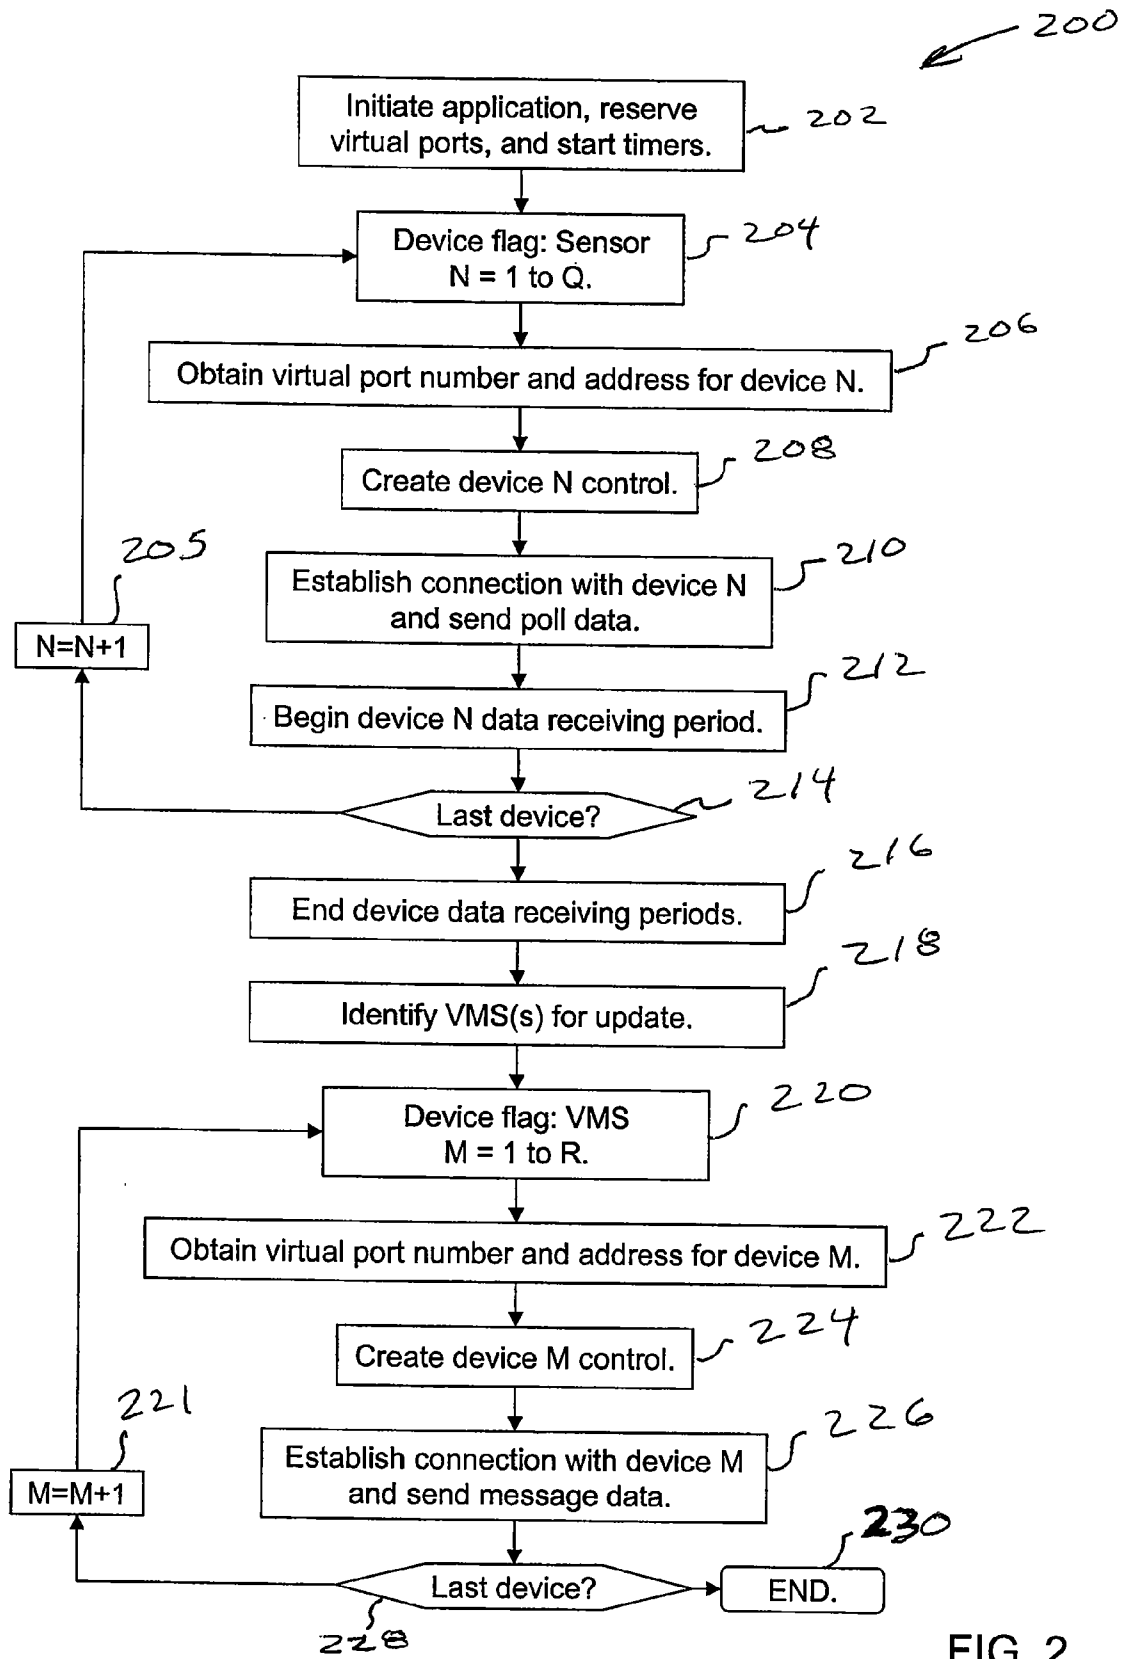 200
Initiate application, reserve
virtual ports, and start timers.
202
Device flag: Sensor
N = 1 to Q.
204
Obtain virtual port number and address for device N.
206
Create device N control.
208
205
N=N+1
Establish connection with device N
and send poll data.
210
Begin device N data receiving period.
212
Last device?
214
End device data receiving periods.
216
Identify VMS(s) for update.
218
Device flag: VMS
M = 1 to R.
220
Obtain virtual port number and address for device M.
222
Create device M control.
224
221
M=M+1
Establish connection with device M
and send message data.
226
Last device?
228
END.
230
FIG. 2